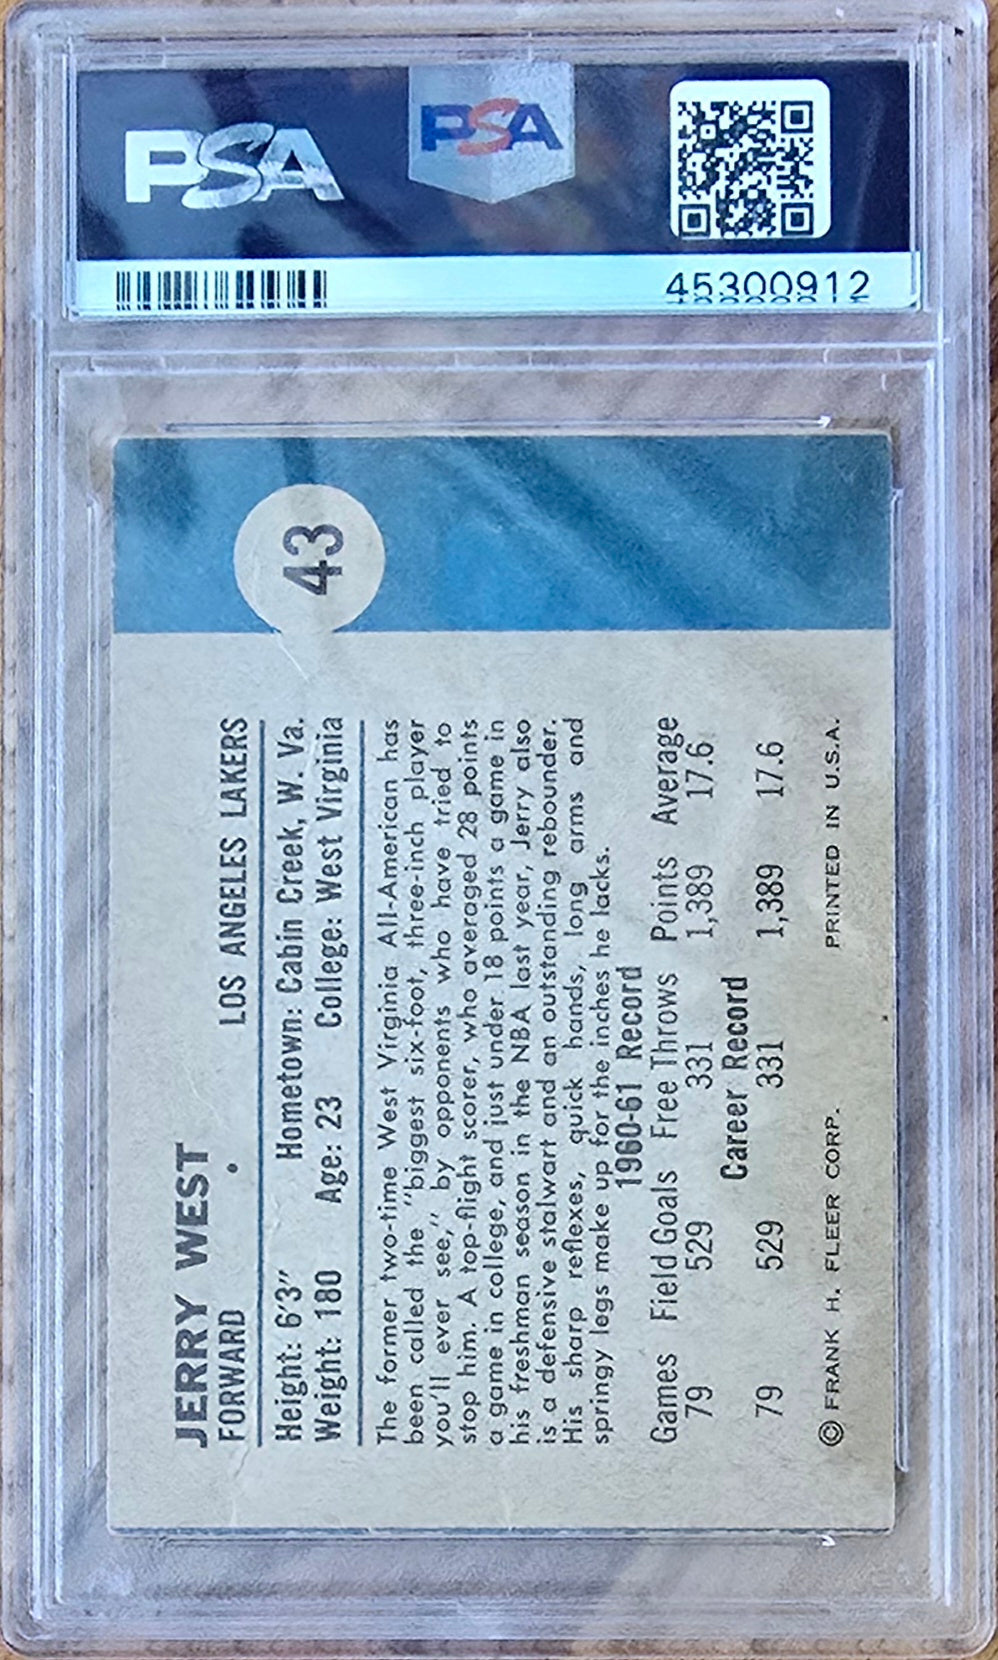 PSA
PSA
45300912
43
JERRY WEST
FORWARD • LOS ANGELES LAKERS
Height: 6'3" Hometown: Cabin Creek, W. Va.
Weight: 180 Age: 23 College: West Virginia
The former two-time West Virginia All-American has
been called the "biggest six-foot, three-inch player
you'll ever see," by opponents who have tried to
stop him. A top-flight scorer, who averaged 28 points
a game in college, and just under 18 points a game in
his freshman season in the NBA last year, Jerry also
is a defensive stalwart and an outstanding rebounder.
His sharp reflexes, quick hands, long arms and
springy legs make up for the inches he lacks.
1960-61 Record
Games Field Goals Free Throws Points Average
79 529 331 1,389 17.6
Career Record
79 529 331 1,389 17.6
© FRANK H. FLEER CORP. PRINTED IN U.S.A.